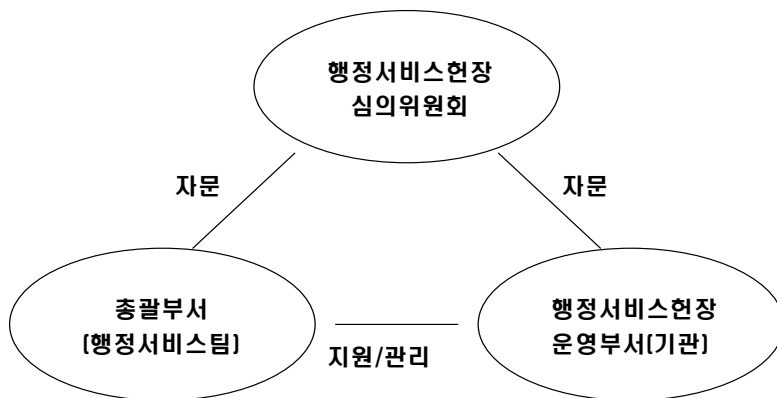 행정서비스헌장
심의위원회
자문
자문
총괄부서
(행정서비스팀)
행정서비스헌장
운영부서(기관)
지원/관리